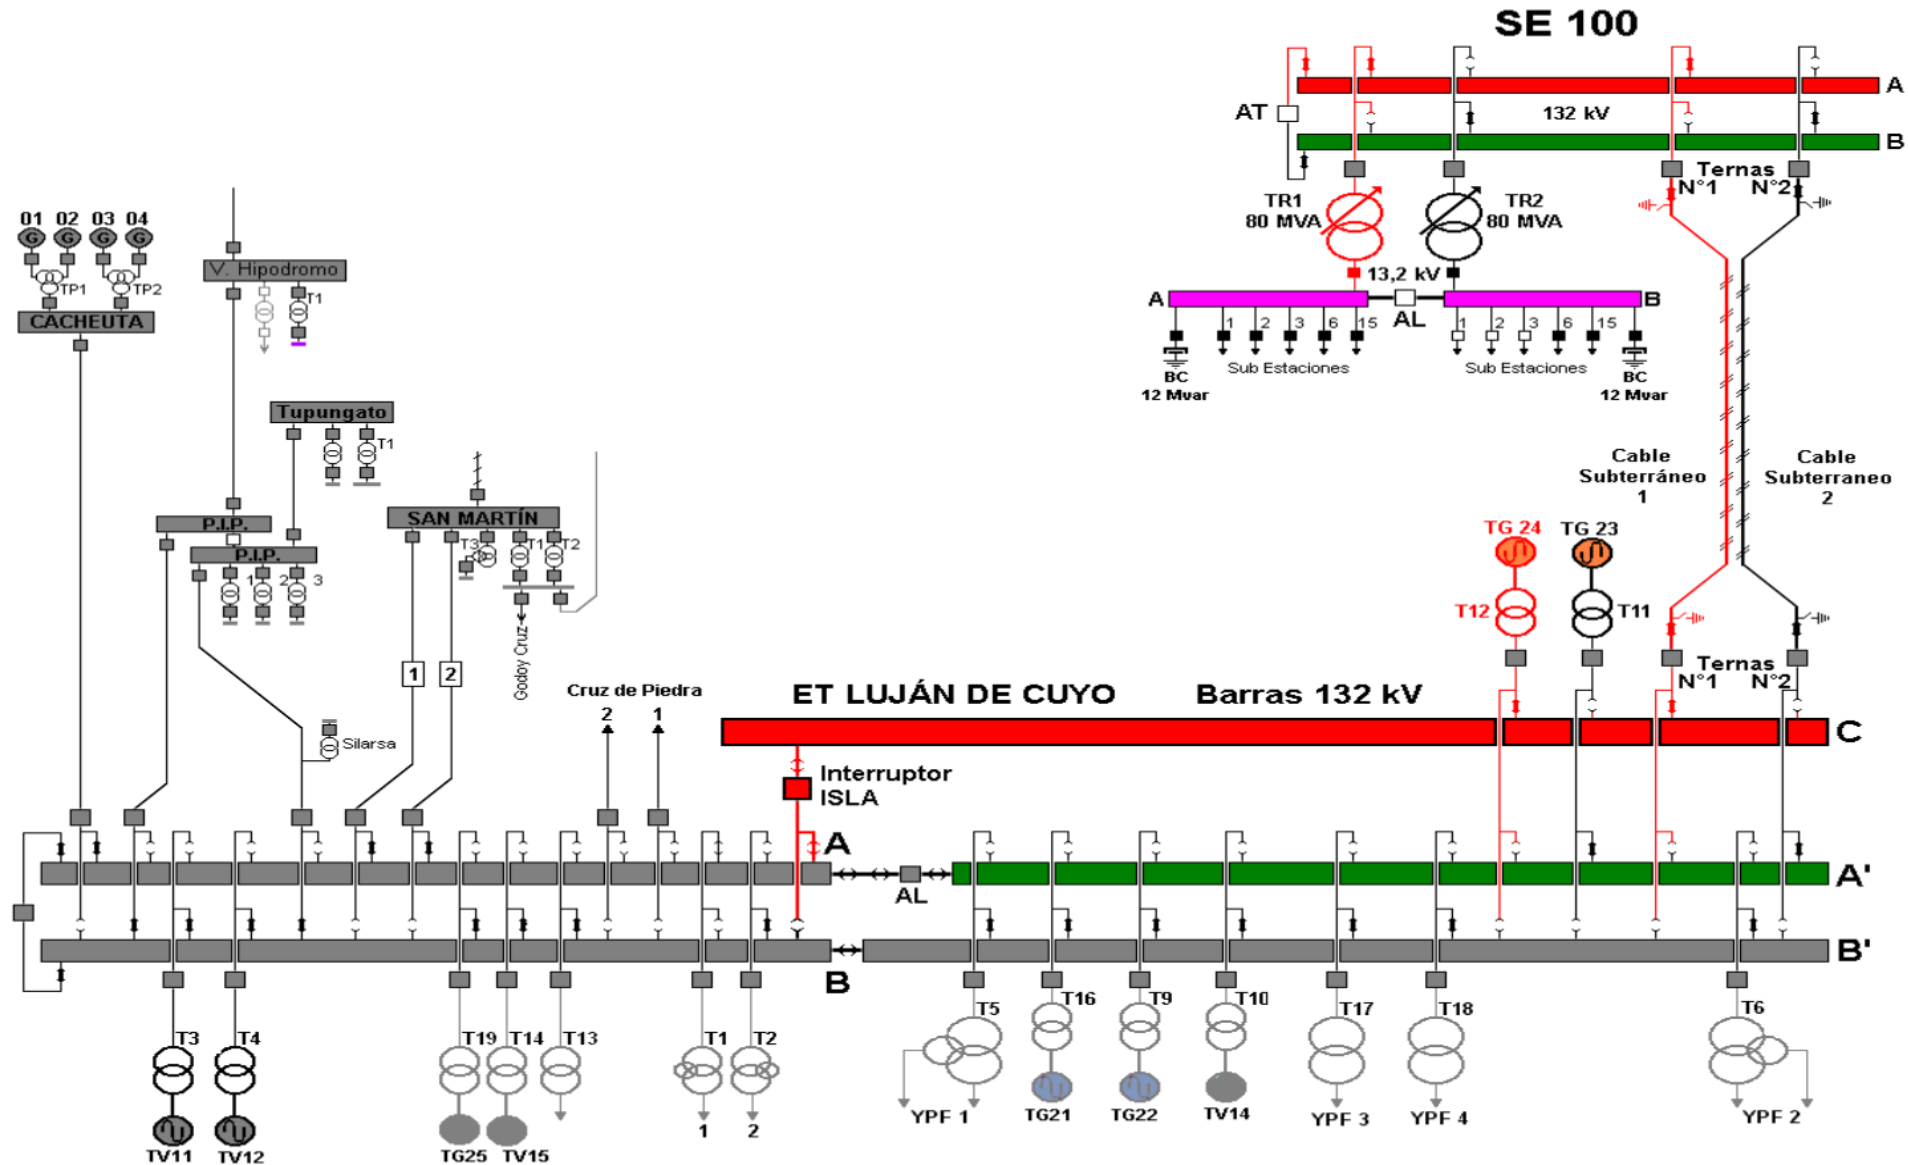 SE 100
A
AT
132 kV
B
Ternas
N°1 N°2
TR1
80 MVA
TR2
80 MVA
13,2 kV
A
B
AL
1 2 3 6 15
1 2 3 6 15
Sub Estaciones
Sub Estaciones
BC
12 Mvar
BC
12 Mvar
01 02 03 04
G G G G
TP1 TP2
CACHEUTA
V. Hipodromo
T1
Tupungato
T1
P.I.P.
P.I.P.
1 2 3
SAN MARTÍN
T3 T1 T2
Godoy Cruz
1 2
Silarsa
Cable
Subterráneo
1
Cable
Subterraneo
2
TG 24 TG 23
T12 T11
Ternas
N°1 N°2
Cruz de Piedra
2 1
ET LUJÁN DE CUYO Barras 132 kV
C
Interruptor
ISLA
A
AL
A'
B
B'
T3 T4 T19 T14 T13 T1 T2
T5 T16 T9 T10 T17 T18 T6
TV11 TV12 TG25 TV15 1 2
YPF 1 TG21 TG22 TV14 YPF 3 YPF 4 YPF 2